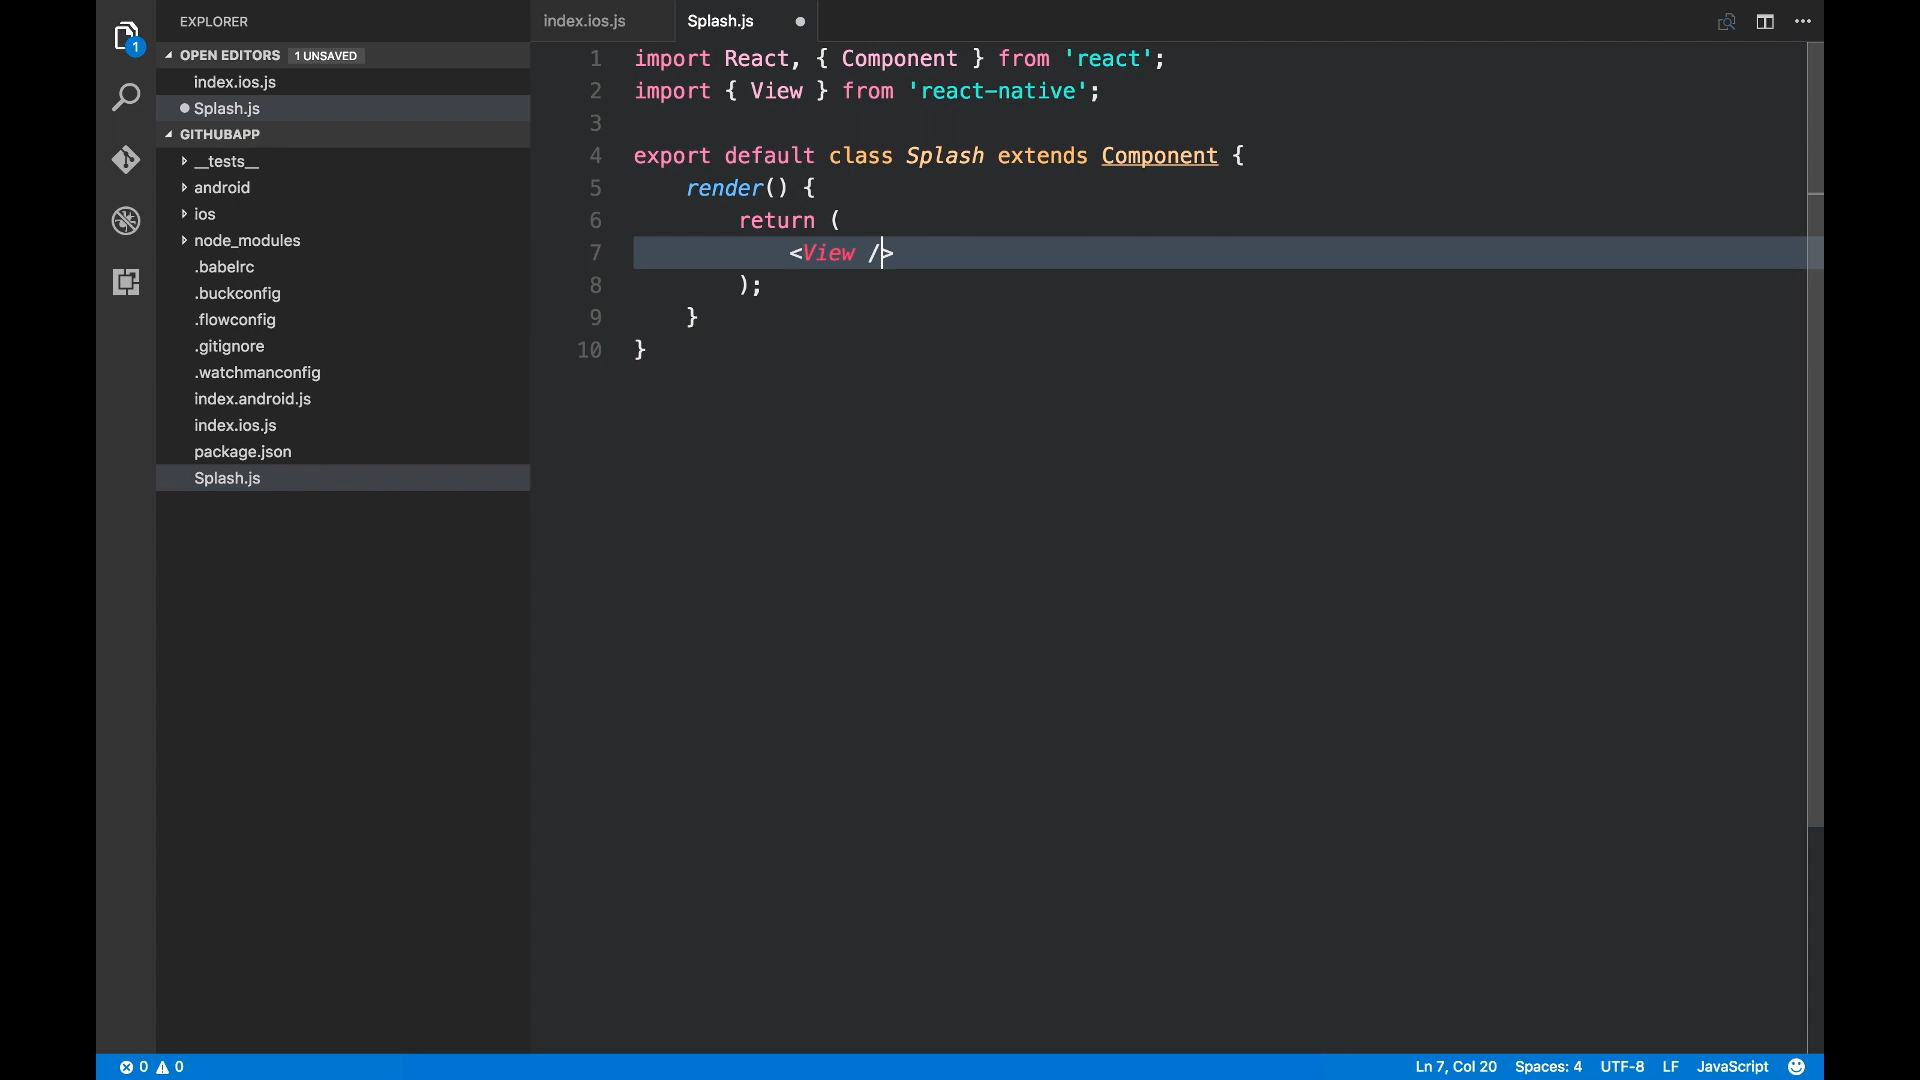 EXPLORER
OPEN EDITORS 1 UNSAVED
index.ios.js
Splash.js
GITHUBAPP
__tests__
android
ios
node_modules
.babelrc
.buckconfig
.flowconfig
.gitignore
.watchmanconfig
index.android.js
index.ios.js
package.json
Splash.js
1
index.ios.js
Splash.js
1 import React, { Component } from 'react';
2 import { View } from 'react-native';
3
4 export default class Splash extends Component {
5 render() {
6 return (
7 <View />
8 );
9 }
10 }
0 0
Ln 7, Col 20 Spaces: 4 UTF-8 LF JavaScript